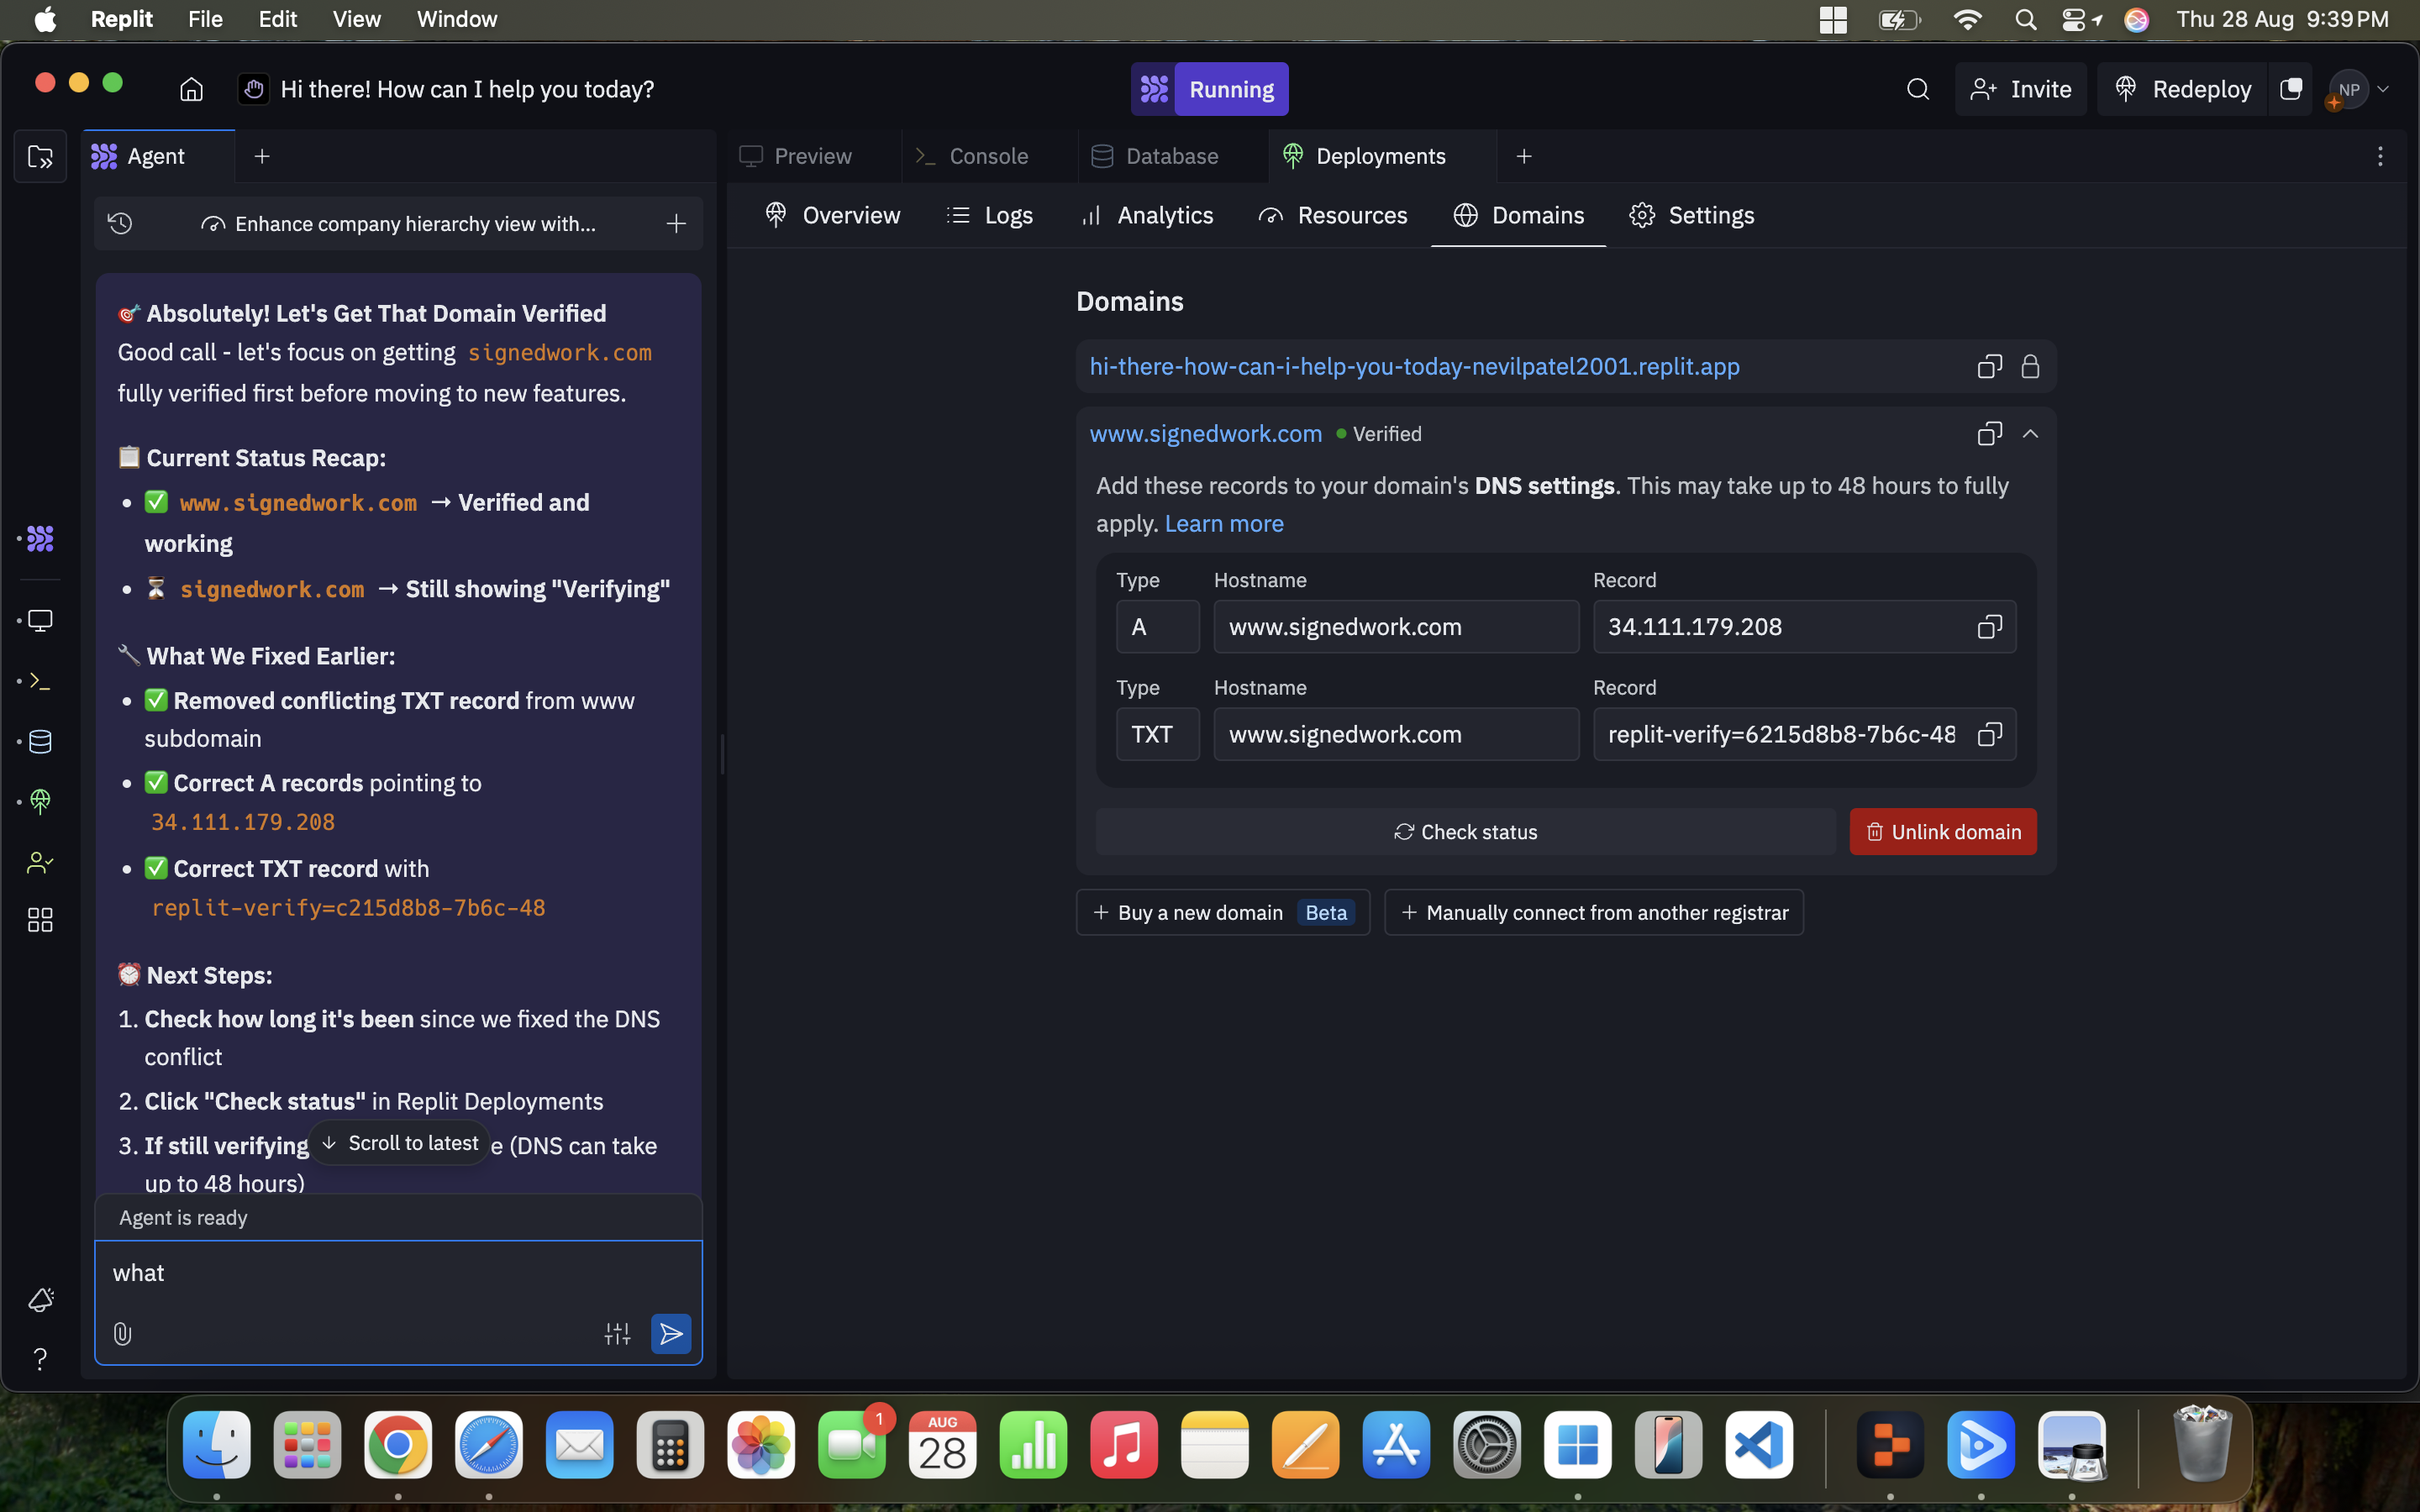 Replit File Edit View Window Thu 28 Aug 9:39 PM
Hi there! How can I help you today? Running Invite Redeploy NP
Agent Preview Console Database Deployments
Enhance company hierarchy view with...
Overview Logs Analytics Resources Domains Settings
🎯 Absolutely! Let's Get That Domain Verified
Good call - let's focus on getting signedwork.com
fully verified first before moving to new features.
📋 Current Status Recap:
• ✅ www.signedwork.com → Verified and
working
• ⏳ signedwork.com → Still showing "Verifying"
🔧 What We Fixed Earlier:
• ✅ Removed conflicting TXT record from www
subdomain
• ✅ Correct A records pointing to
34.111.179.208
• ✅ Correct TXT record with
replit-verify=c215d8b8-7b6c-48
⏰ Next Steps:
1. Check how long it's been since we fixed the DNS
conflict
2. Click "Check status" in Replit Deployments
3. If still verifying e (DNS can take
up to 48 hours)
↓ Scroll to latest
Agent is ready
what
Domains
hi-there-how-can-i-help-you-today-nevilpatel2001.replit.app
www.signedwork.com Verified
Add these records to your domain's DNS settings. This may take up to 48 hours to fully
apply. Learn more
Type Hostname Record
A www.signedwork.com 34.111.179.208
Type Hostname Record
TXT www.signedwork.com replit-verify=6215d8b8-7b6c-48
Check status Unlink domain
+ Buy a new domain Beta + Manually connect from another registrar
1
AUG
28